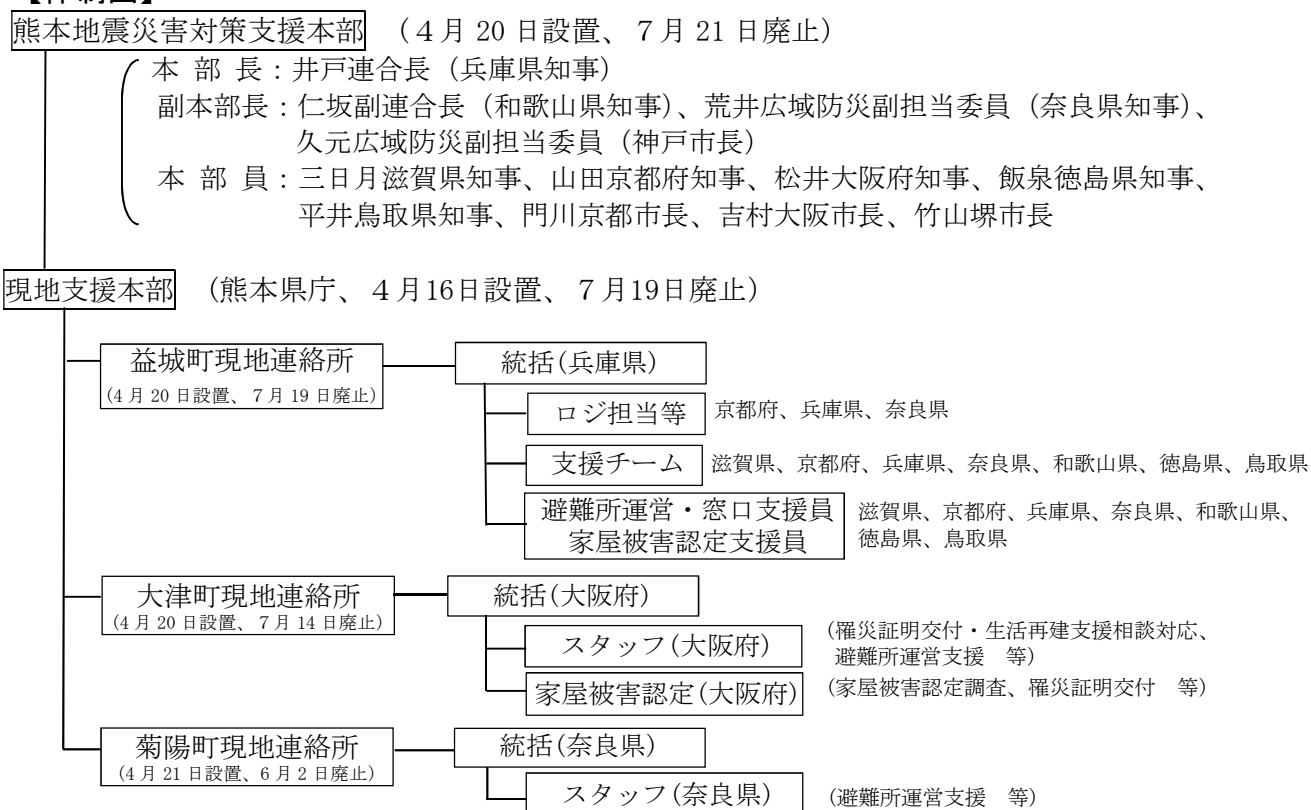 熊本地震災害対策支援本部 (4月20日設置、7月21日廃止)
本部長：井戸連合長(兵庫県知事)
副本部長：仁坂副連合長(和歌山県知事)、荒井広域防災副担当委員(奈良県知事)、
久元広域防災副担当委員(神戸市長)
本部員：三日月滋賀県知事、山田京都府知事、松井大阪府知事、飯泉徳島県知事、
平井鳥取県知事、門川京都市長、吉村大阪市長、竹山堺市長
現地支援本部 (熊本県庁、4月16日設置、7月19日廃止)
益城町現地連絡所 統括(兵庫県)
(4月20日設置、7月19日廃止)
ロジ担当等 京都府、兵庫県、奈良県
支援チーム 滋賀県、京都府、兵庫県、奈良県、和歌山県、徳島県、鳥取県
避難所運営・窓口支援員 滋賀県、京都府、兵庫県、奈良県、和歌山県、
家屋被害認定支援員 徳島県、鳥取県
大津町現地連絡所 統括(大阪府)
(4月20日設置、7月14日廃止)
スタッフ(大阪府) (罹災証明交付・生活再建支援相談対応、
避難所運営支援 等)
家屋被害認定(大阪府) (家屋被害認定調査、罹災証明交付 等)
菊陽町現地連絡所 統括(奈良県)
(4月21日設置、6月2日廃止)
スタッフ(奈良県) (避難所運営支援 等)